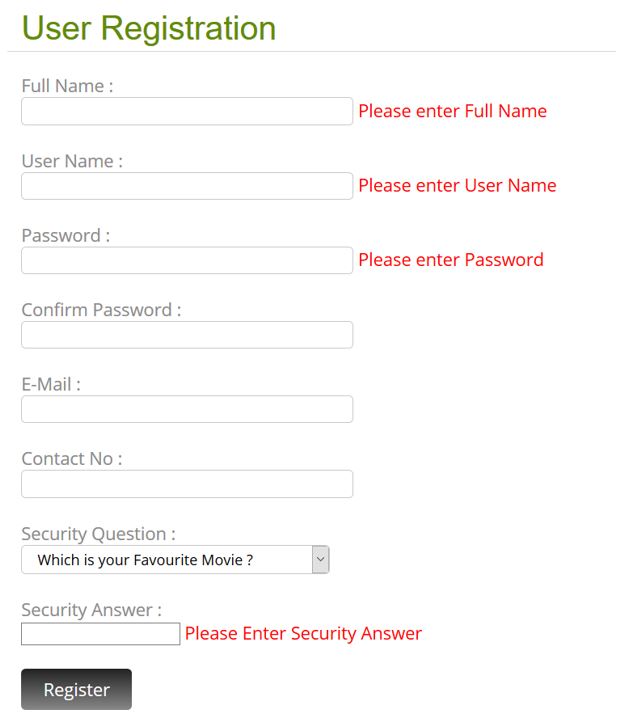 User Registration
Full Name :
Please enter Full Name
User Name :
Please enter User Name
Password :
Please enter Password
Confirm Password :
E-Mail :
Contact No :
Security Question :
Which is your Favourite Movie ?
Security Answer :
Please Enter Security Answer
Register